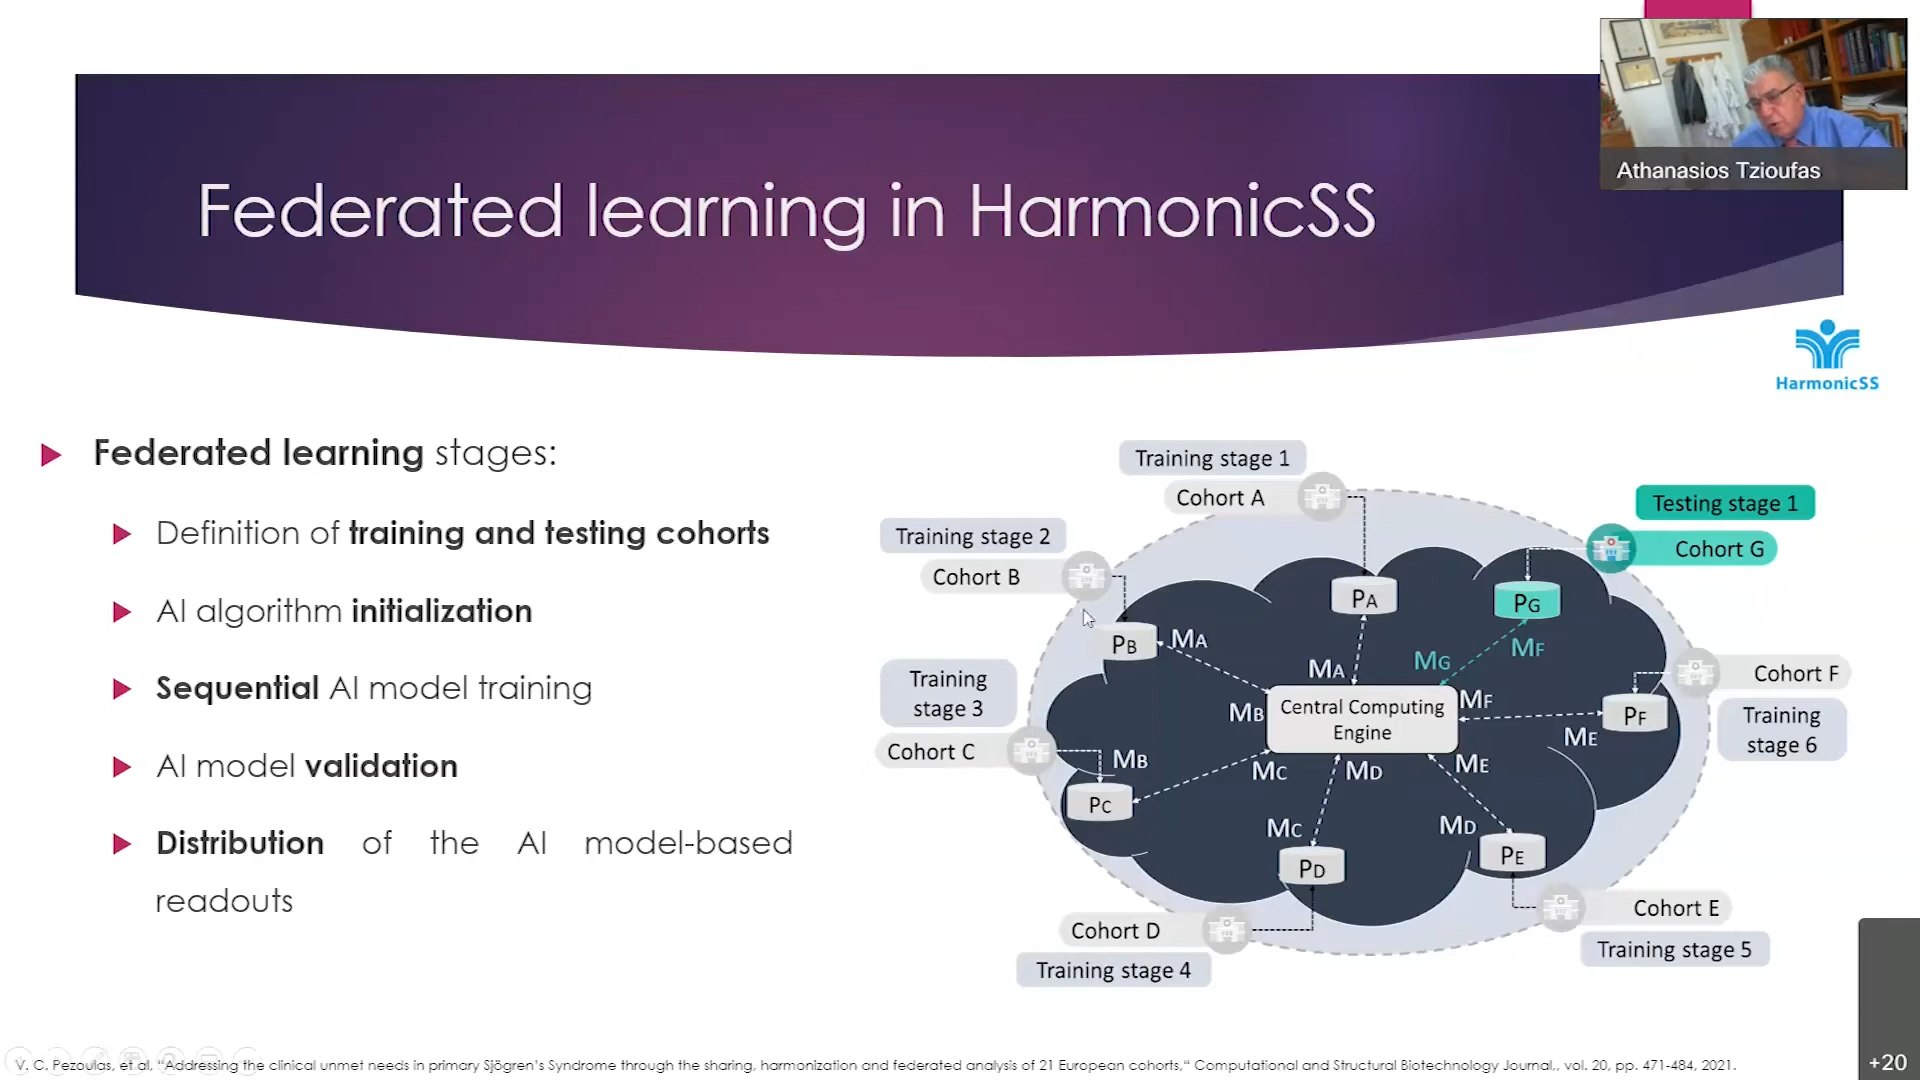 Athanasios Tzioufas
Federated learning in HarmonicSS
HarmonicSS
Federated learning stages:
Definition of training and testing cohorts
AI algorithm initialization
Sequential AI model training
AI model validation
Distribution of the AI model-based
readouts
Training stage 1
Cohort A
Testing stage 1
Cohort G
Training stage 2
Cohort B
PA
PG
PB
MA
MA
MG
MF
Training
stage 3
Cohort C
MB
Central Computing
Engine
MF
PF
ME
Cohort F
Training
stage 6
MB
PC
MC
MD
ME
MC
PD
MD
PE
Cohort D
Training stage 4
Cohort E
Training stage 5
V. C. Pezoulas, et al, "Addressing the clinical unmet needs in primary Sjögren's Syndrome through the sharing, harmonization and federated analysis of 21 European cohorts," Computational and Structural Biotechnology Journal,, vol. 20, pp. 471-484, 2021.
+20